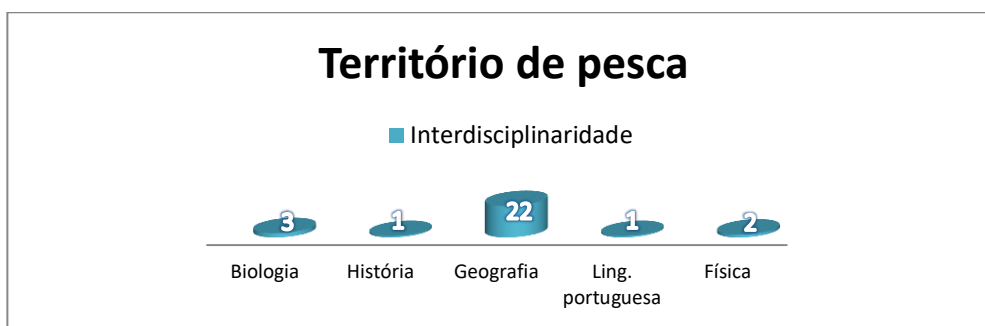 Território de pesca
Interdisciplinaridade
3 1 22 1 2
Biologia História Geografia Ling. portuguesa Física